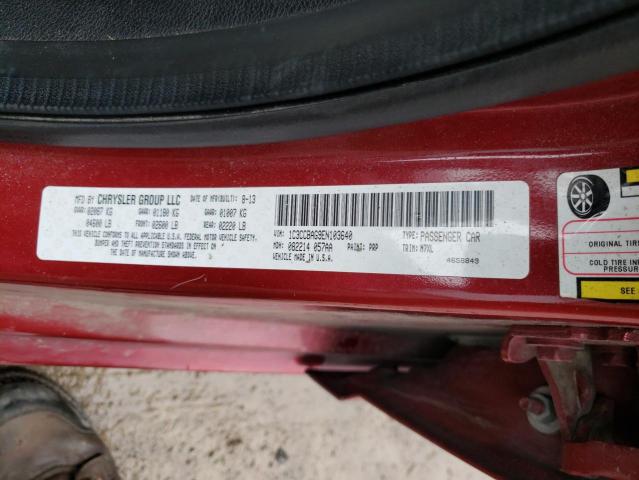 MFD BY CHRYSLER GROUP LLC DATE OF MFR/BUILT: 8-13
GVWR: 02087 KG GAWR: 01180 KG GAWR: 01007 KG
04600 LB FRONT: 02600 LB REAR: 02220 LB
THIS VEHICLE CONFORMS TO ALL APPLICABLE FEDERAL MOTOR VEHICLE SAFETY,
BUMPER AND THEFT PREVENTION STANDARDS IN EFFECT ON
THE DATE OF MANUFACTURE SHOWN ABOVE.
VIN: 1C3CCBAG9EN103640 TYPE: PASSENGER CAR
MDH: 082214 057AA PAINT: PRP TRIM: M7XL
VEHICLE MADE IN U.S.A. 4658849
ORIGINAL TIRE
COLD TIRE INF
PRESSURE
SEE